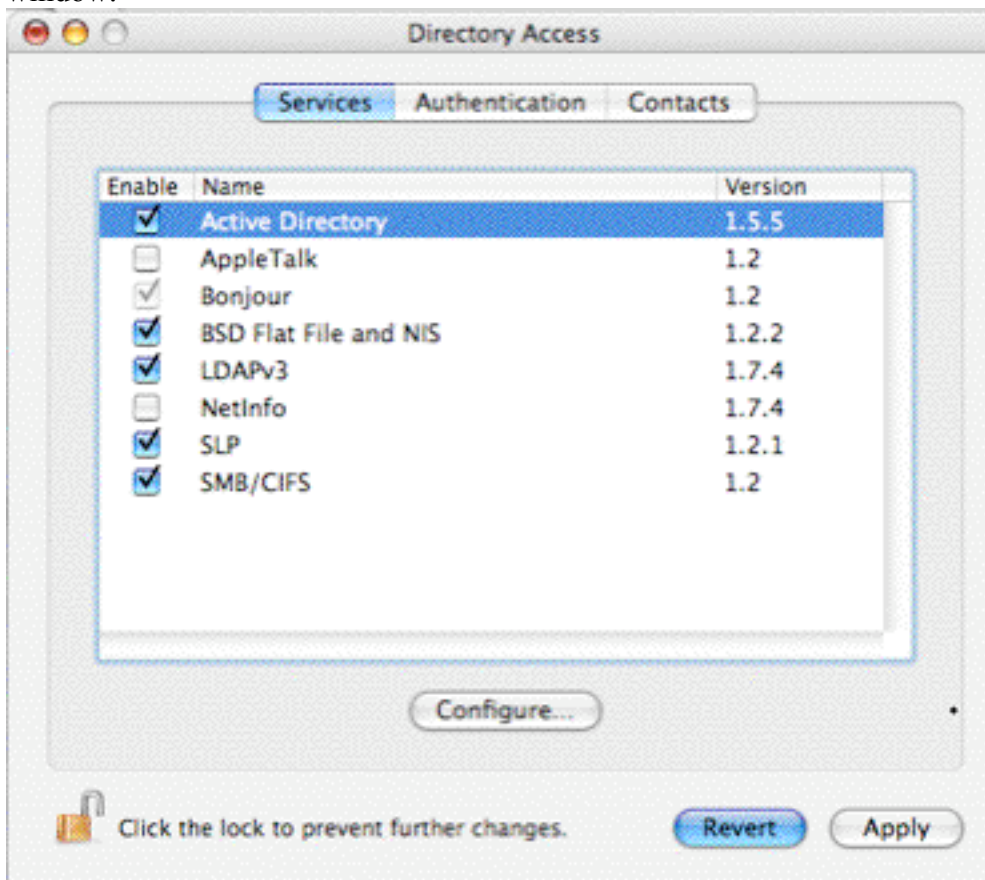 Directory Access
Services Authentication Contacts
Enable Name Version
Active Directory 1.5.5
AppleTalk 1.2
Bonjour 1.2
BSD Flat File and NIS 1.2.2
LDAPv3 1.7.4
NetInfo 1.7.4
SLP 1.2.1
SMB/CIFS 1.2
Configure...
Click the lock to prevent further changes. Revert Apply